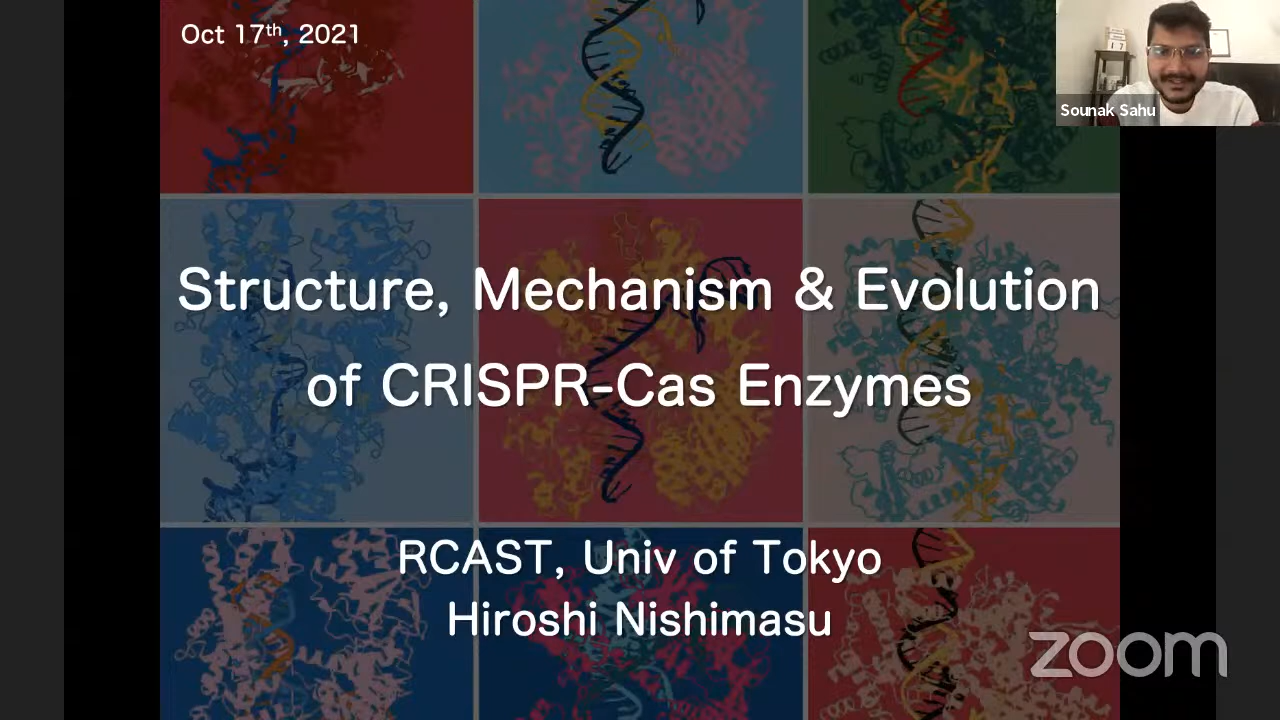 Oct 17th, 2021
Sounak Sahu
Structure, Mechanism & Evolution
of CRISPR-Cas Enzymes
RCAST, Univ of Tokyo
Hiroshi Nishimasu
zoom